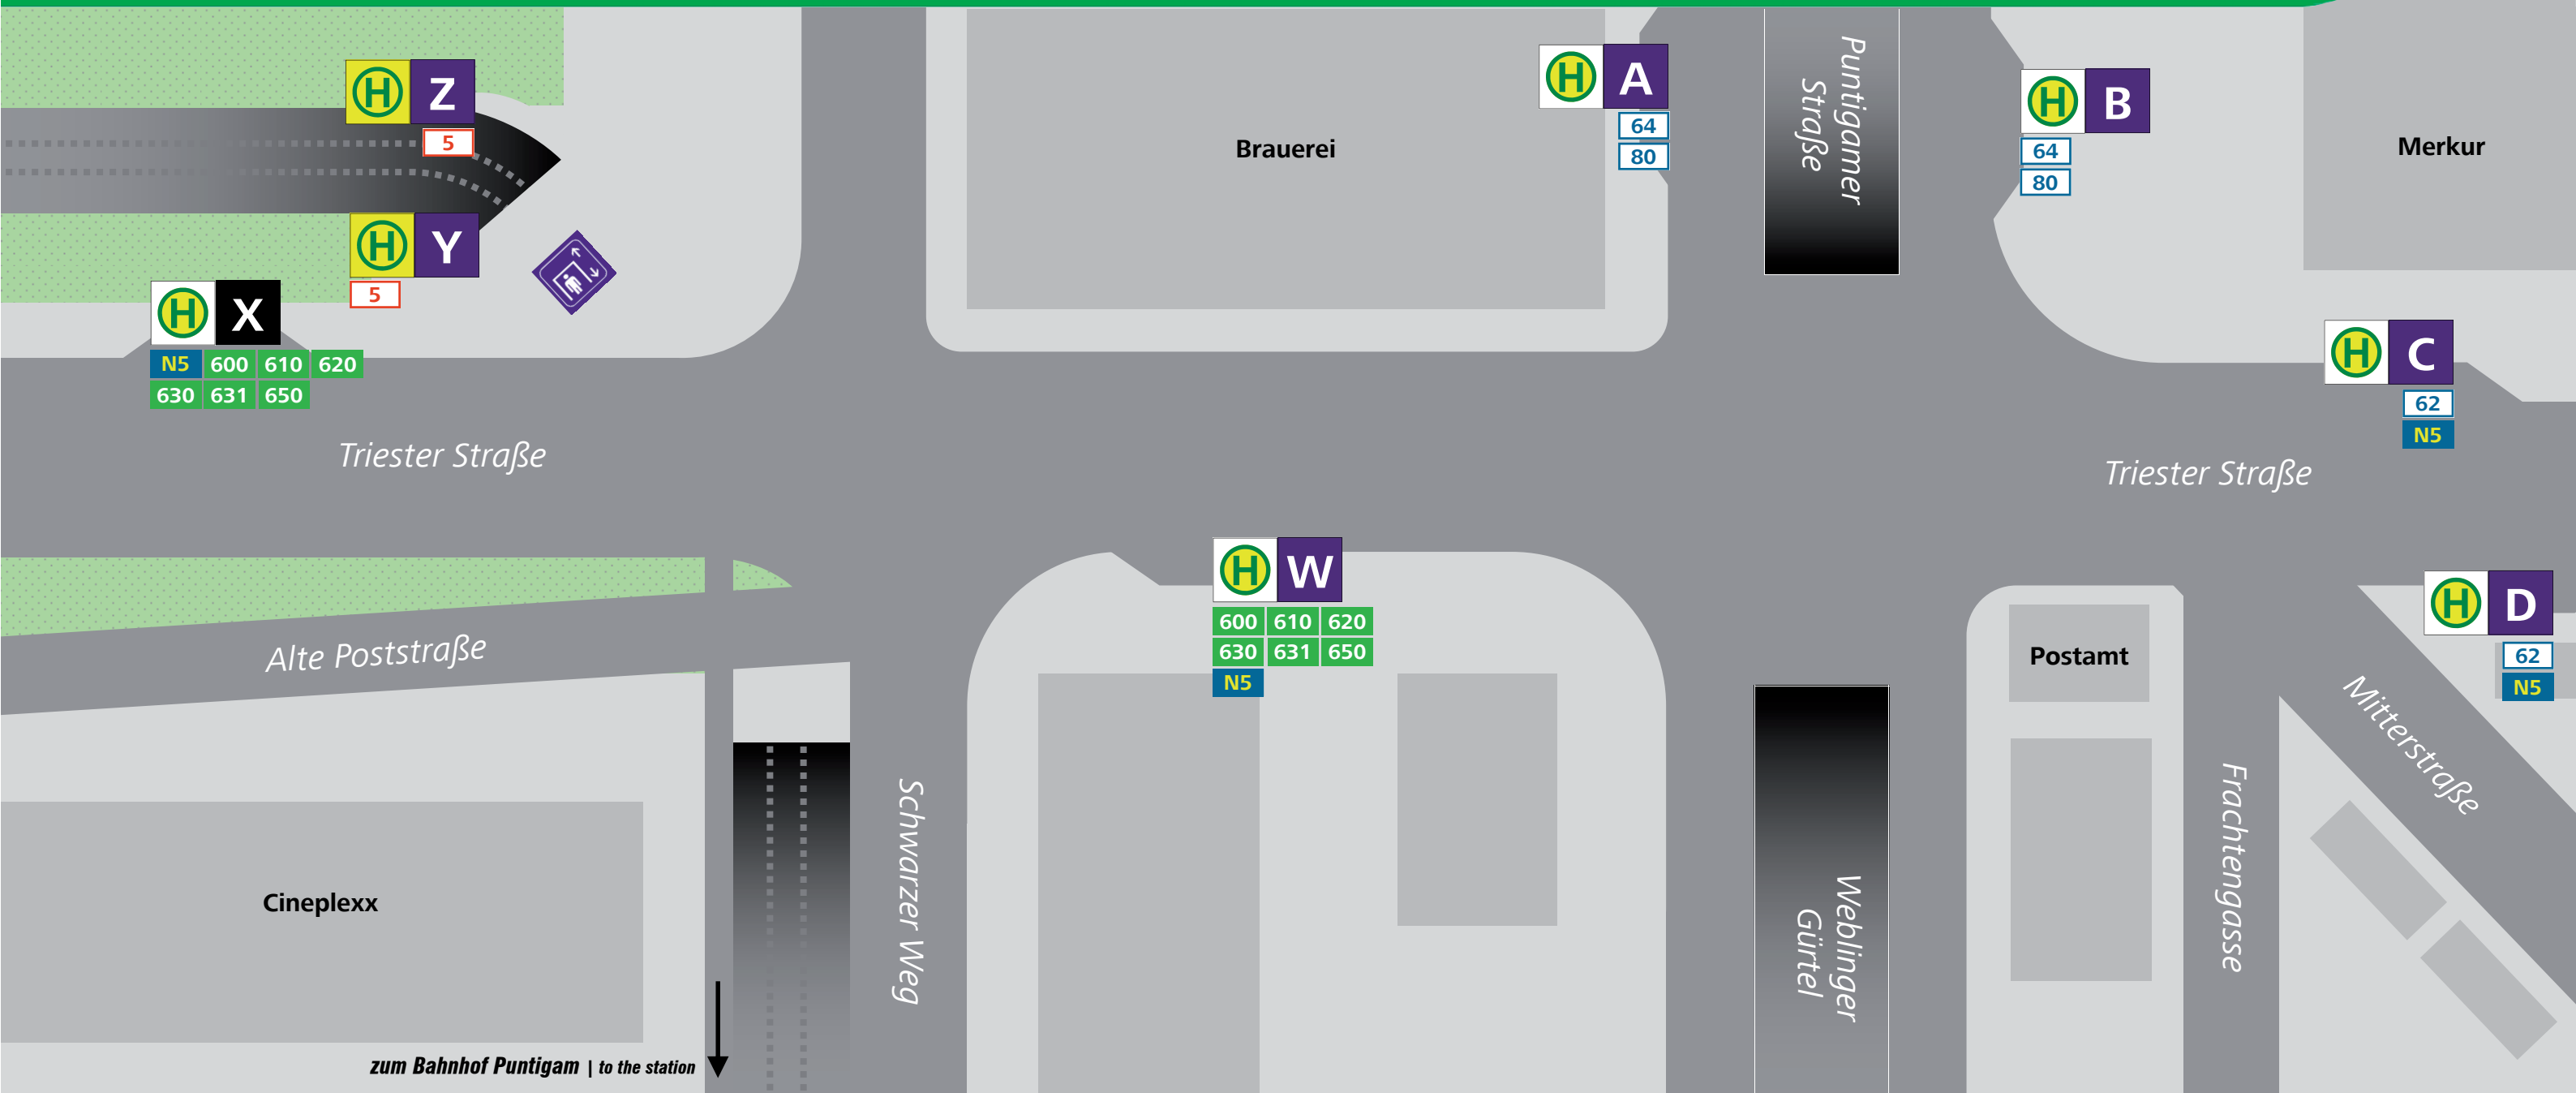 H Z
5
H Y
5
H X
N5 600 610 620
630 631 650
Triester Straße
Brauerei
H A
64
80
Puntigamer
Straße
H B
64
80
Merkur
H C
62
N5
Triester Straße
Alte Poststraße
Cineplexx
zum Bahnhof Puntigam | to the station
Schwarzer Weg
H W
600 610 620
630 631 650
N5
Weblinger
Gürtel
Postamt
Frachtengasse
Mitterstraße
H D
62
N5